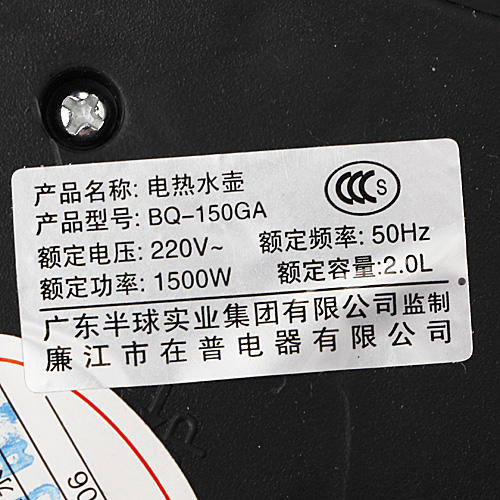 产品名称: 电热水壶
CCC S
产品型号: BQ-150GA
额定电压: 220V~ 额定频率: 50Hz
额定功率: 1500W 额定容量:2.0L
广东半球实业集团有限公司监制
廉江市在普电器有限公司